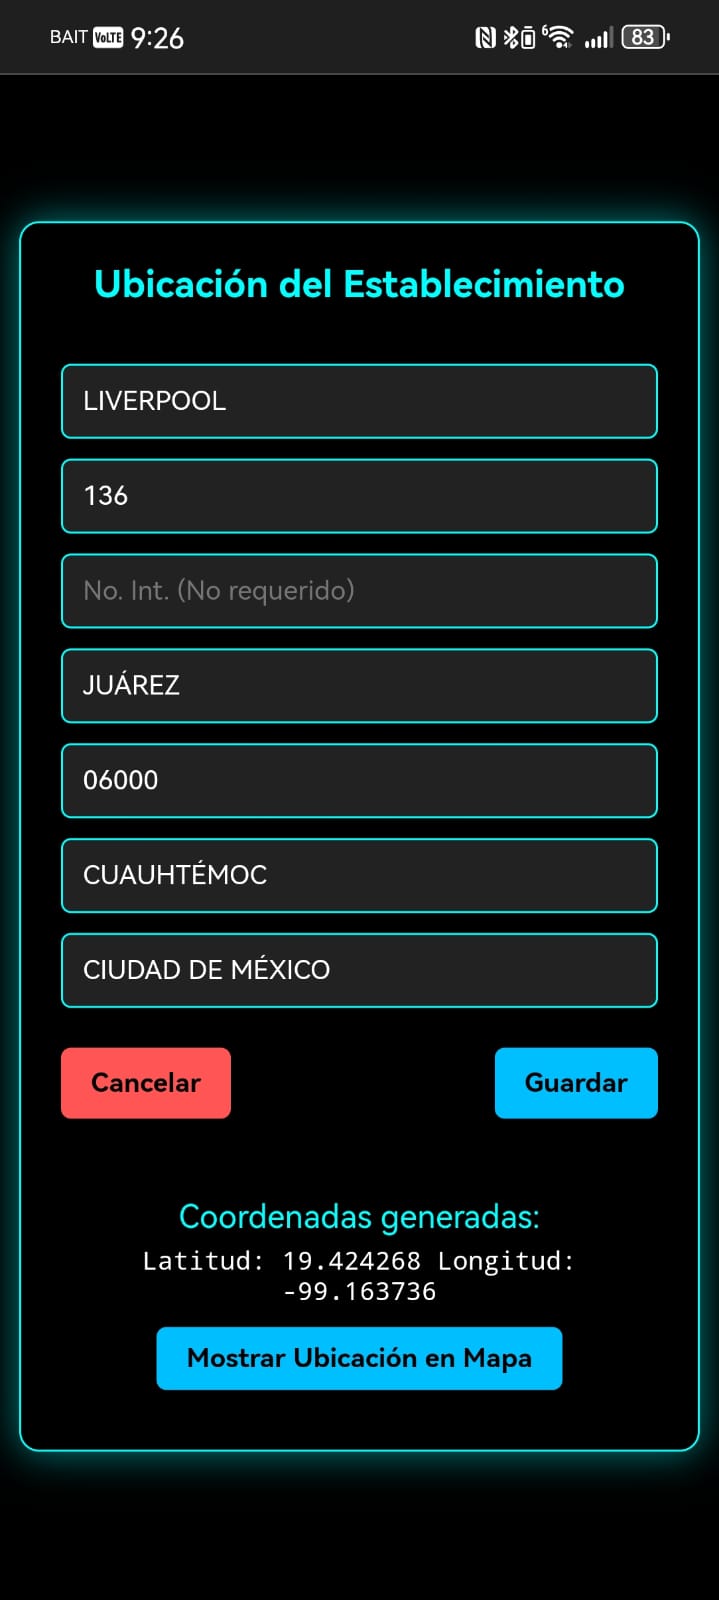 BAIT VoLTE 9:26 6 83
Ubicación del Establecimiento
LIVERPOOL
136
No. Int. (No requerido)
JUÁREZ
06000
CUAUHTÉMOC
CIUDAD DE MÉXICO
Cancelar Guardar
Coordenadas generadas:
Latitud: 19.424268 Longitud:
-99.163736
Mostrar Ubicación en Mapa